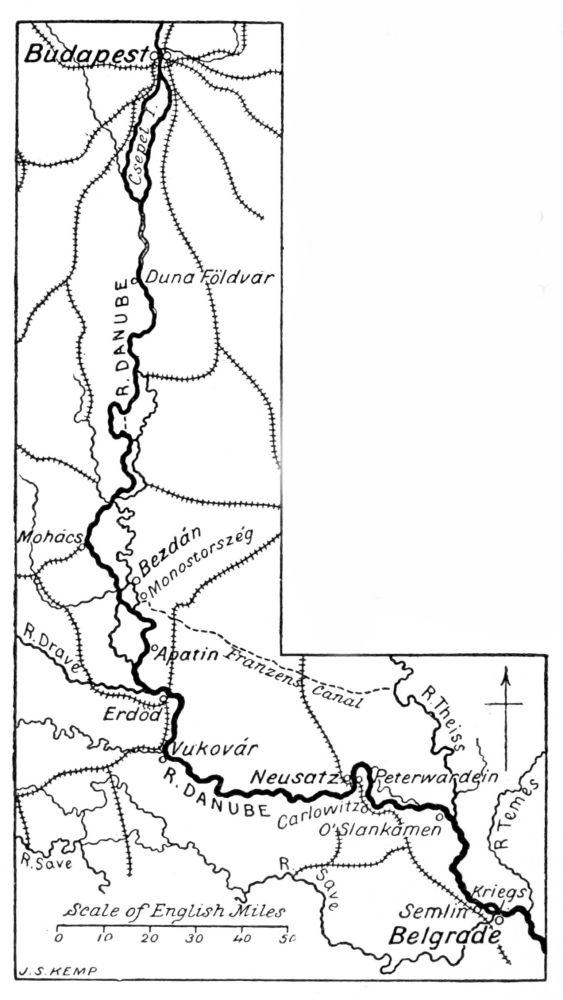 Budapest
Csepel I.
Duna Földvár
R. DANUBE
Mohács
Bezdán
Monostorszég
R. Drave
Apatin
Franzens Canal
R. Theiss
Erdöd
Vukovár
Neusatz
Peterwardein
R. DANUBE
Carlowitz
O'Slankamen
R. Temes
R. Save
R. Save
Kriegs
Semlin
Belgrade
Scale of English Miles
0 10 20 30 40 50
J.S. KEMP